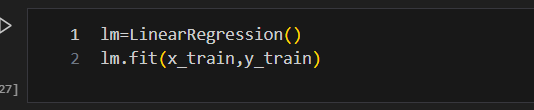 1 lm=LinearRegression()
2 lm.fit(x_train,y_train)
27]